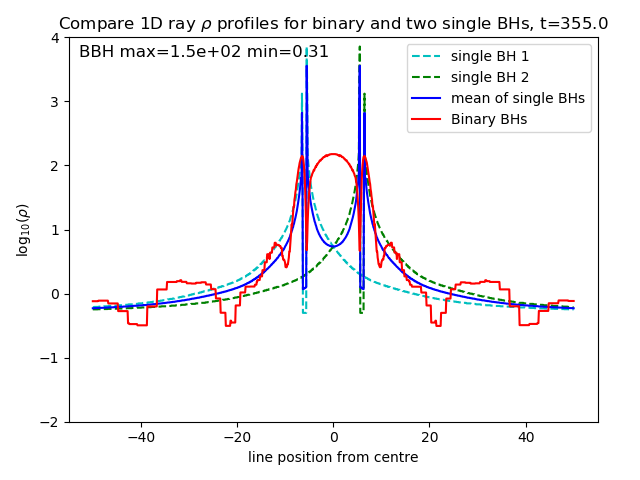 Compare 1D ray ρ profiles for binary and two single BHs, t=355.0
BBH max=1.5e+02 min=0.31
single BH 1
single BH 2
mean of single BHs
Binary BHs
log₁₀(ρ)
4
3
2
1
0
−1
−2
−40 −20 0 20 40
line position from centre